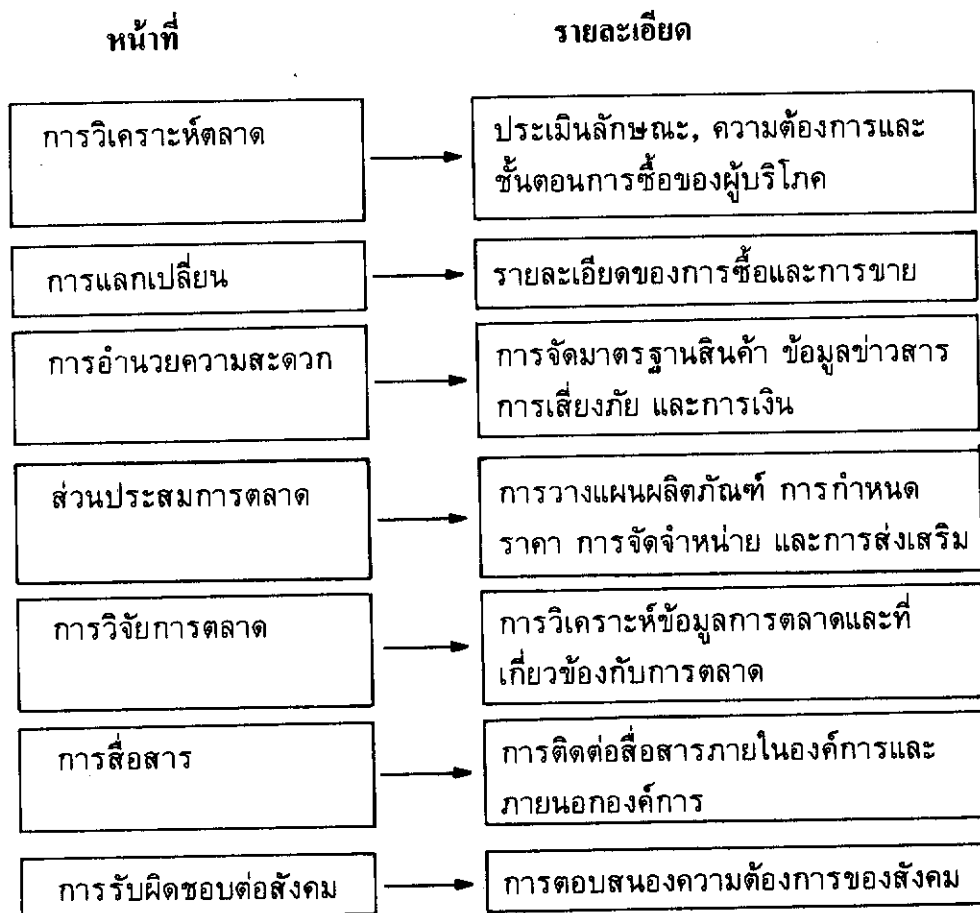 หน้าที่
รายละเอียด
การวิเคราะห์ตลาด
ประเมินลักษณะ, ความต้องการและ
ชั้นตอนการซื้อของผู้บริโภค
การแลกเปลี่ยน
รายละเอียดของการซื้อและการขาย
การอำนวยความสะดวก
การจัดมาตรฐานสินค้า ข้อมูลข่าวสาร
การเสี่ยงภัย และการเงิน
ส่วนประสมการตลาด
การวางแผนผลิตภัณฑ์ การกำหนด
ราคา การจัดจำหน่าย และการส่งเสริม
การวิจัยการตลาด
การวิเคราะห์ข้อมูลการตลาดและที่
เกี่ยวข้องกับการตลาด
การสื่อสาร
การติดต่อสื่อสารภายในองค์การและ
ภายนอกองค์การ
การรับผิดชอบต่อสังคม
การตอบสนองความต้องการของสังคม